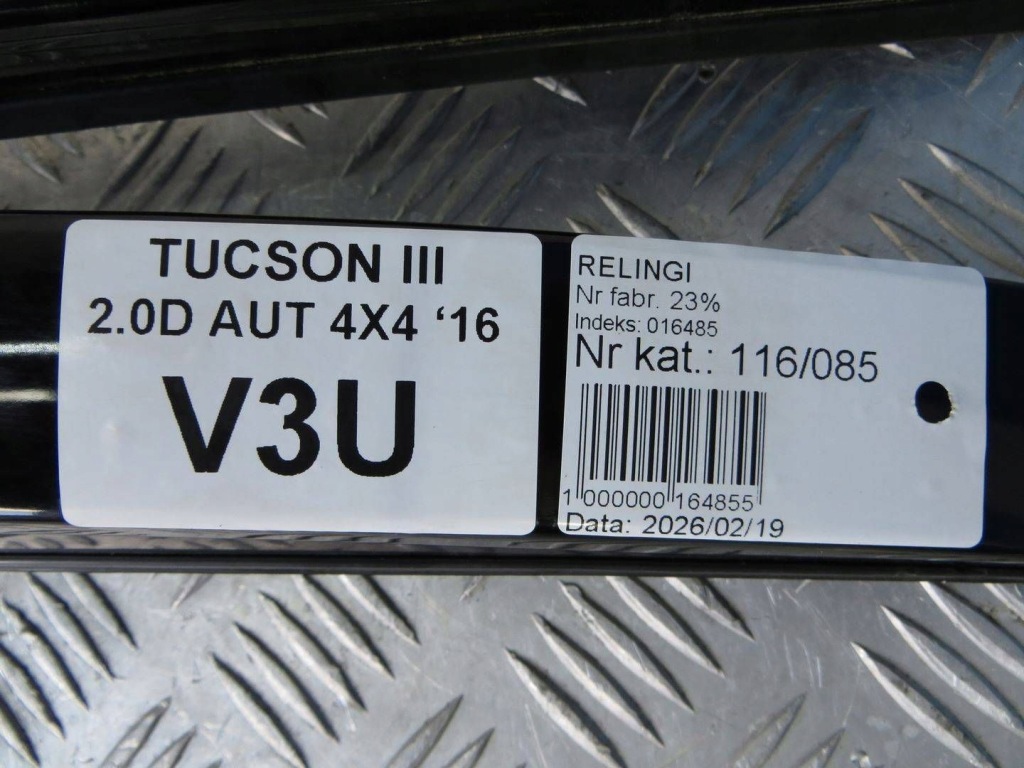 TUCSON III
2.0D AUT 4X4 ‘16
V3U
RELINGI
Nr fabr. 23%
Indeks: 016485
Nr kat.: 116/085
1 000000 164855
Data: 2026/02/19